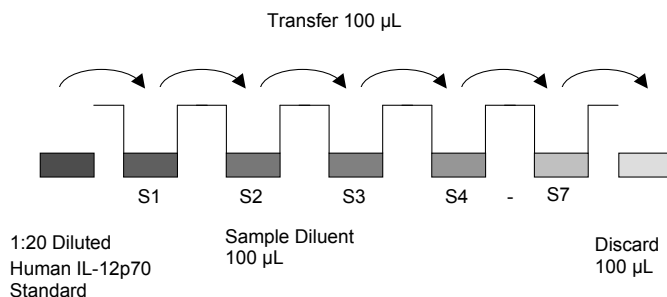 Transfer 100 µL
S1 S2 S3 S4 - S7
1:20 Diluted
Human IL-12p70
Standard
Sample Diluent
100 µL
Discard
100 µL